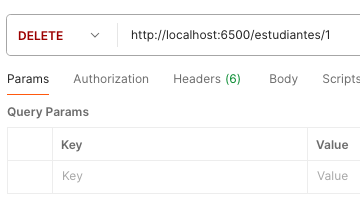 DELETE http://localhost:6500/estudiantes/1
Params Authorization Headers (6) Body Scripts
Query Params
Key Value
Key Value